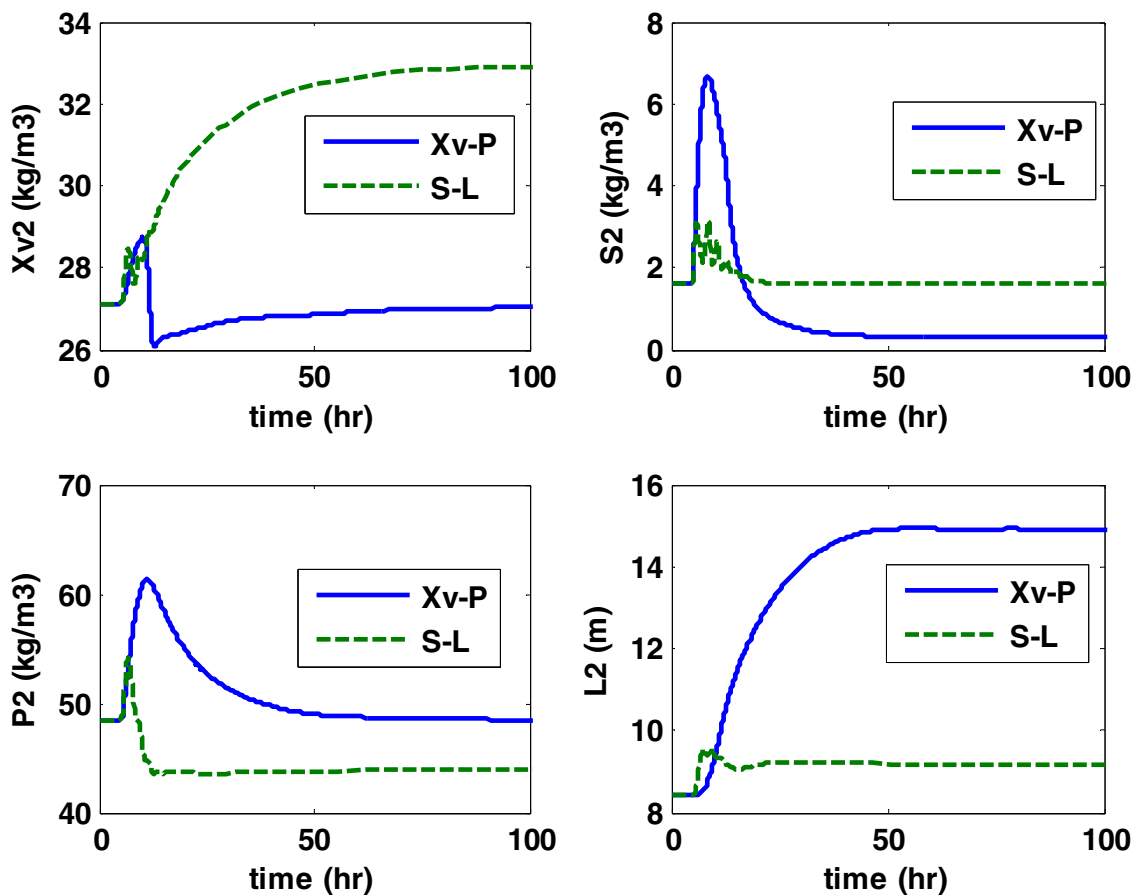 Xv2 (kg/m3)
34
32
30
28
26
0
50
100
time (hr)
Xv-P
S-L
S2 (kg/m3)
8
6
4
2
0
0
50
100
time (hr)
Xv-P
S-L
P2 (kg/m3)
70
60
50
40
0
50
100
time (hr)
Xv-P
S-L
L2 (m)
16
14
12
10
8
0
50
100
time (hr)
Xv-P
S-L